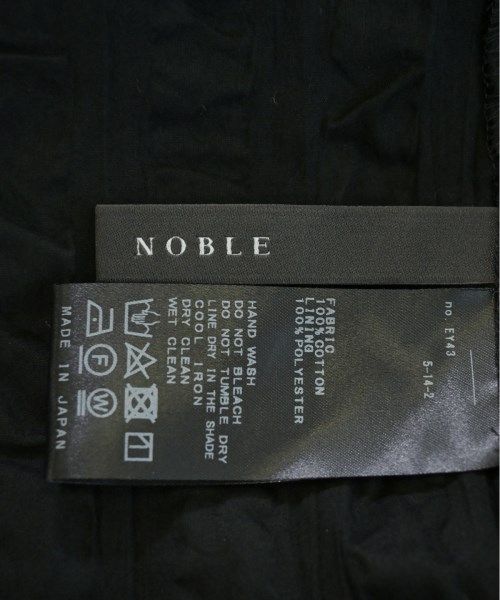 NOBLE
no. EY43
5-14-2
FABRIC
100%COTTON
LINING
100%POLYESTER
HAND WASH
DO NOT BLEACH
DO NOT TUMBLE DRY
LINE DRY IN THE SHADE
COOL IRON
DRY CLEAN
WET CLEAN
F
W
MADE IN JAPAN